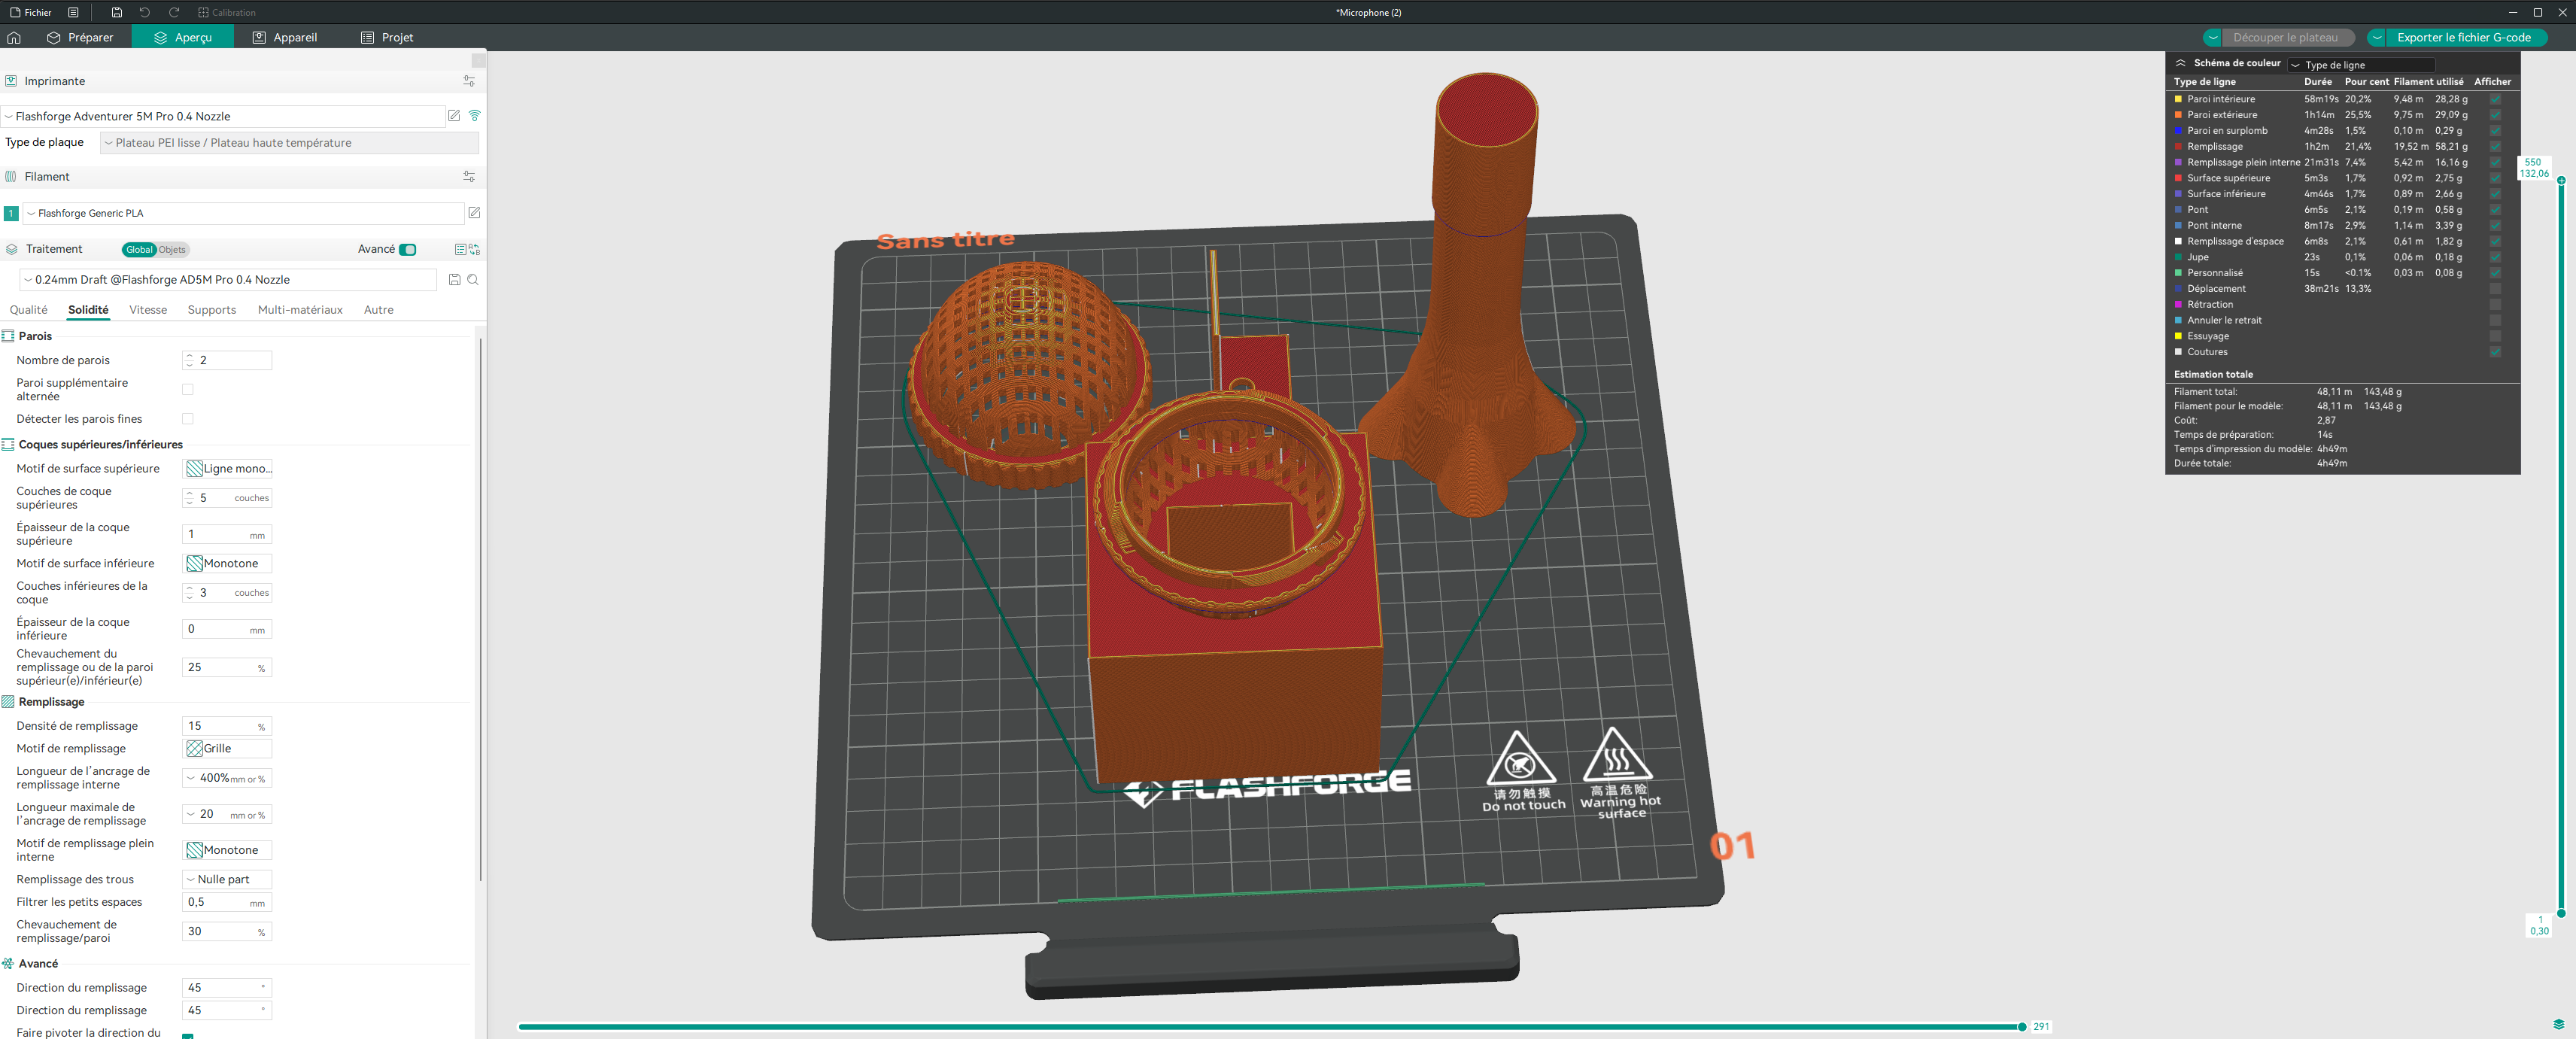 Fichier
Calibration
*Microphone (2)
Préparer
Aperçu
Appareil
Projet
Découper le plateau
Exporter le fichier G-code
Imprimante
Flashforge Adventurer 5M Pro 0.4 Nozzle
Type de plaque
Plateau PEI lisse / Plateau haute température
Filament
1
Flashforge Generic PLA
Traitement
Global
Objets
Avancé
0.24mm Draft @Flashforge AD5M Pro 0.4 Nozzle
Qualité
Solidité
Vitesse
Supports
Multi-matériaux
Autre
Parois
Nombre de parois
2
Paroi supplémentaire
alternée
Détecter les parois fines
Coques supérieures/inférieures
Motif de surface supérieure
Ligne mono...
Couches de coque
supérieures
5 couches
Épaisseur de la coque
supérieure
1 mm
Motif de surface inférieure
Monotone
Couches inférieures de la
coque
3 couches
Épaisseur de la coque
inférieure
0 mm
Chevauchement du
remplissage ou de la paroi
supérieur(e)/inférieur(e)
25 %
Remplissage
Densité de remplissage
15 %
Motif de remplissage
Grille
Longueur de l'ancrage de
remplissage interne
400% mm or %
Longueur maximale de
l'ancrage de remplissage
20 mm or %
Motif de remplissage plein
interne
Monotone
Remplissage des trous
Nulle part
Filtrer les petits espaces
0,5 mm
Chevauchement de
remplissage/paroi
30 %
Avancé
Direction du remplissage
45 °
Direction du remplissage
45 °
Faire pivoter la direction du
Sans titre
FLASHFORGE
请勿触摸
Do not touch
高温危险
Warning hot
surface
01
291
Schéma de couleur
Type de ligne
Type de ligne Durée Pour cent Filament utilisé Afficher
Paroi intérieure 58m19s 20,2% 9,48 m 28,28 g
Paroi extérieure 1h14m 25,5% 9,75 m 29,09 g
Paroi en surplomb 4m28s 1,5% 0,10 m 0,29 g
Remplissage 1h2m 21,4% 19,52 m 58,21 g
Remplissage plein interne 21m31s 7,4% 5,42 m 16,16 g
Surface supérieure 5m3s 1,7% 0,92 m 2,75 g
Surface inférieure 4m46s 1,7% 0,89 m 2,66 g
Pont 6m5s 2,1% 0,19 m 0,58 g
Pont interne 8m17s 2,9% 1,14 m 3,39 g
Remplissage d'espace 6m8s 2,1% 0,61 m 1,82 g
Jupe 23s 0,1% 0,06 m 0,18 g
Personnalisé 15s <0.1% 0,03 m 0,08 g
Déplacement 38m21s 13,3%
Rétraction
Annuler le retrait
Essuyage
Coutures
Estimation totale
Filament total: 48,11 m 143,48 g
Filament pour le modèle: 48,11 m 143,48 g
Coût: 2,87
Temps de préparation: 14s
Temps d'impression du modèle: 4h49m
Durée totale: 4h49m
550
132,06
1
0,30